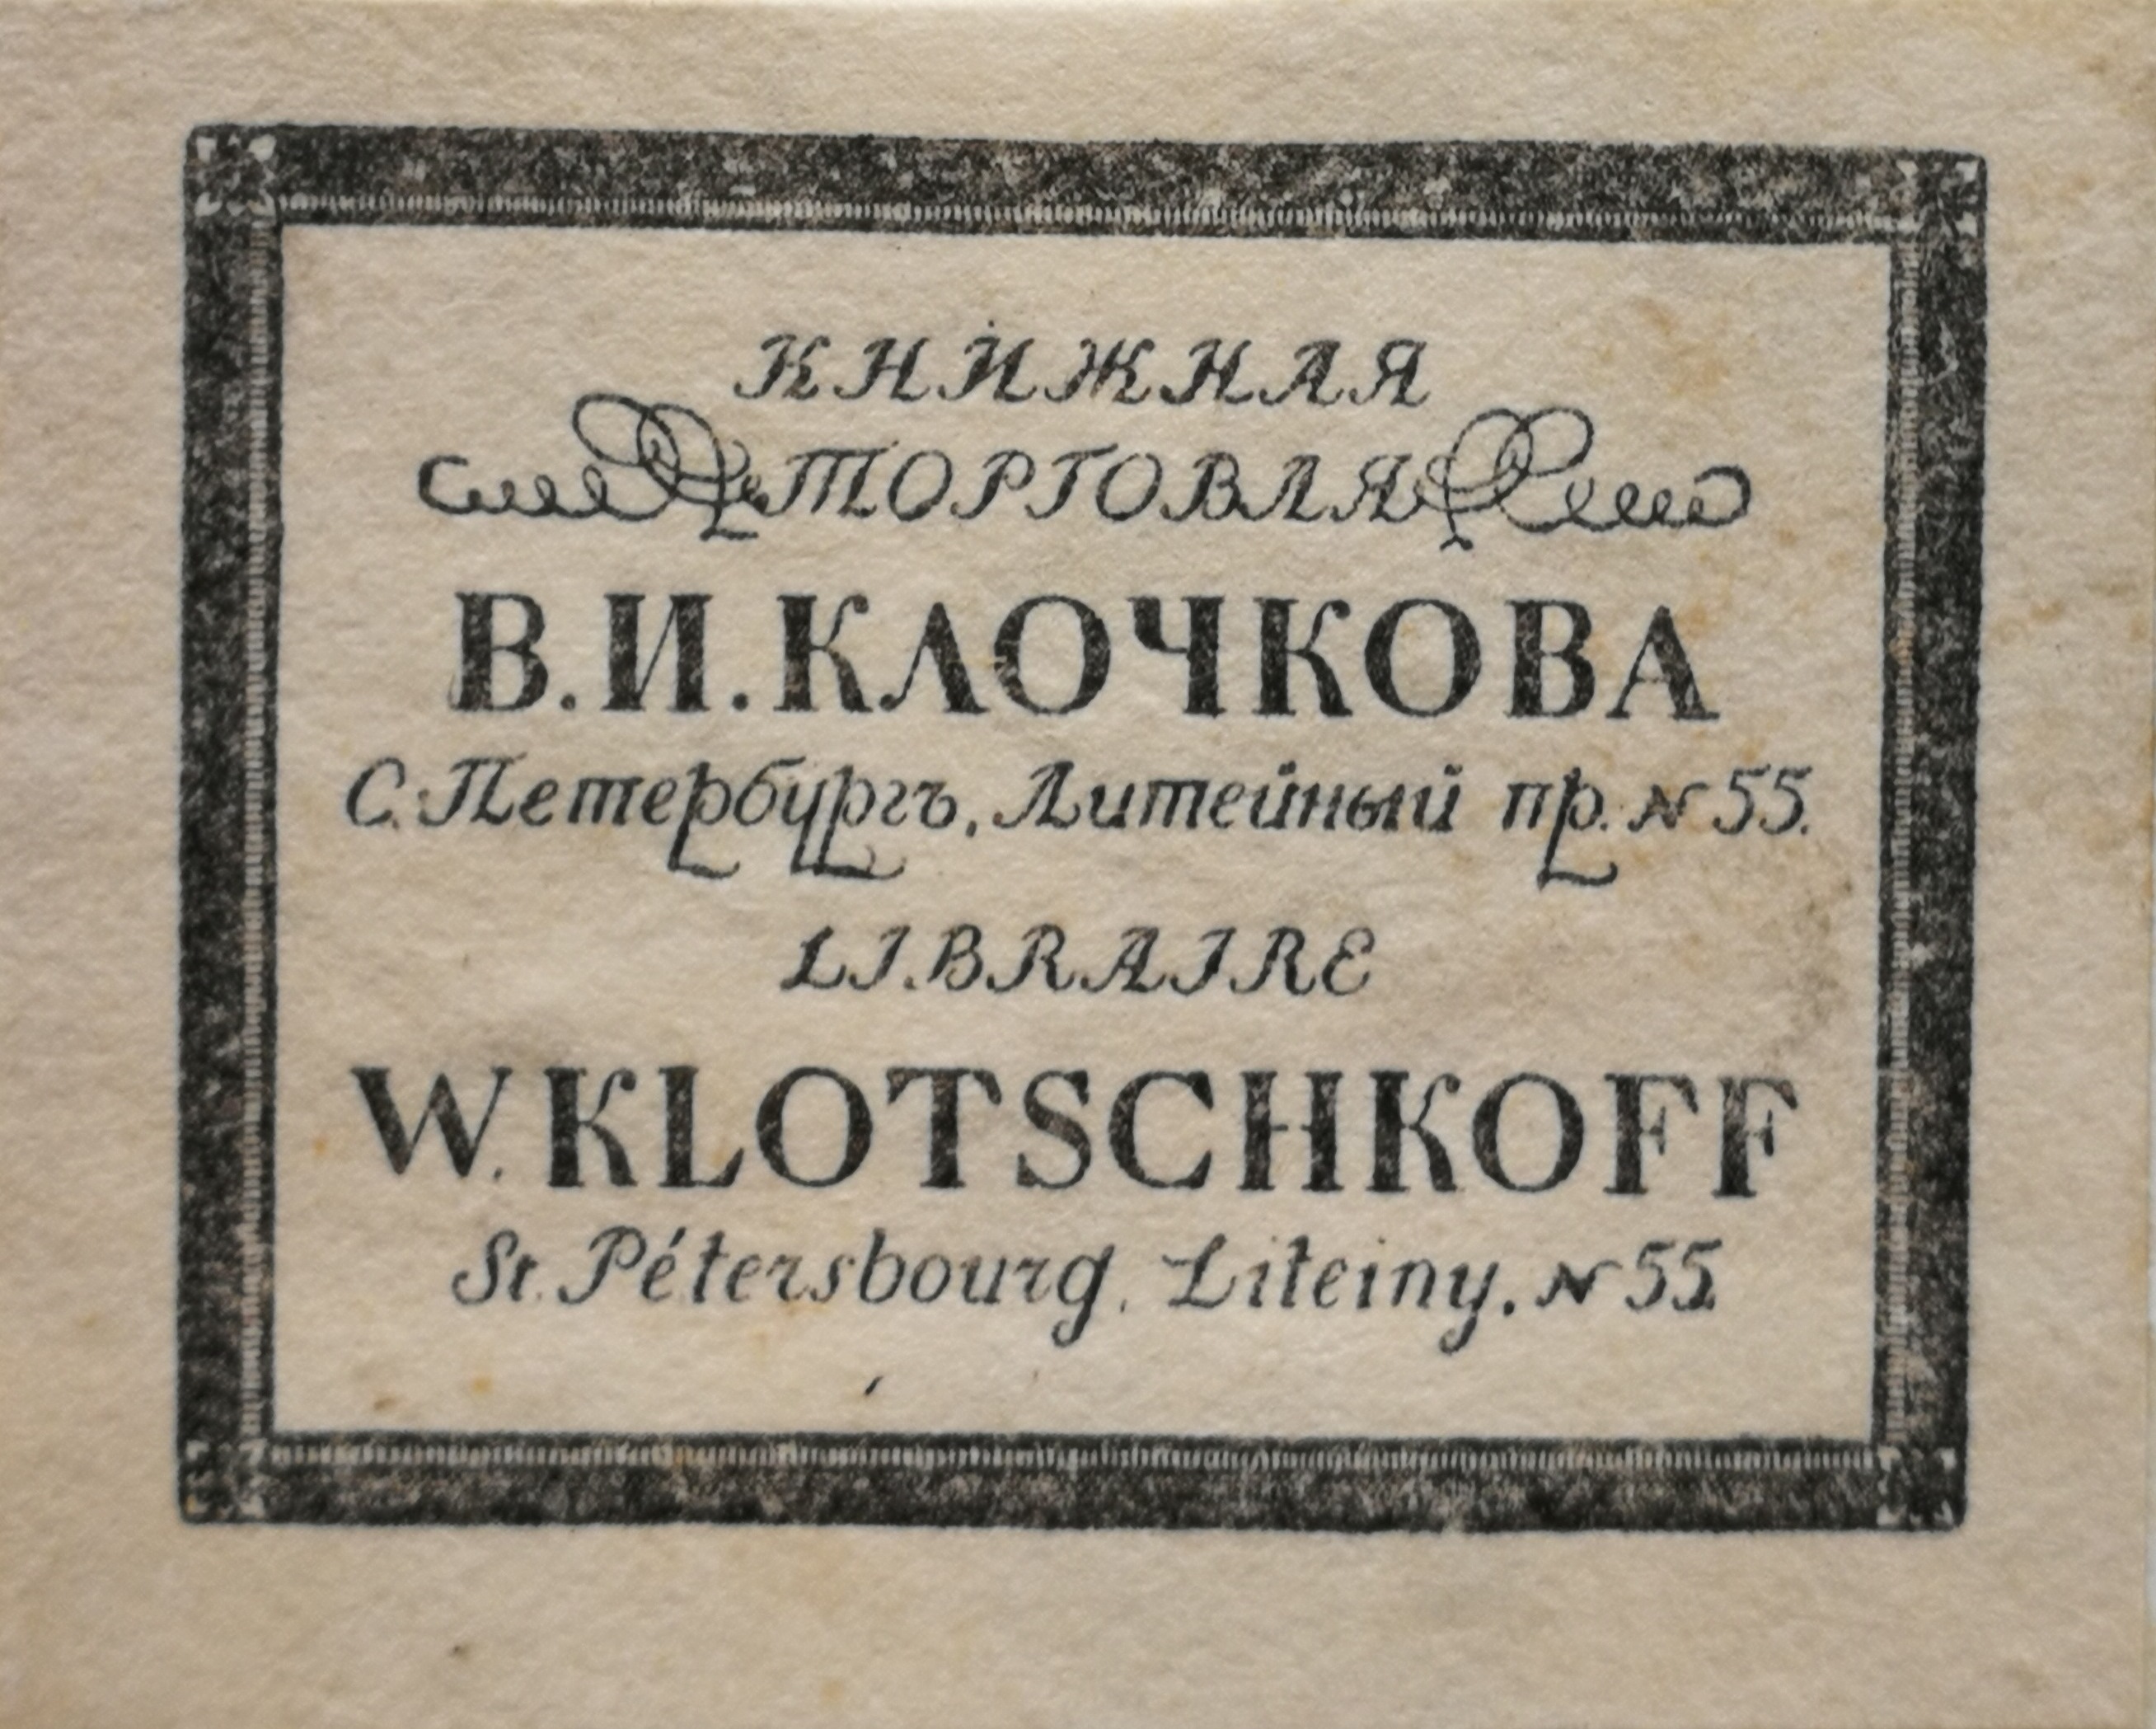 КНИЖНАЯ
ТОРГОВЛЯ
В. И. КЛОЧКОВА
С. Петербургъ, Литейный пр. № 55.
LIBRAIRE
W. KLOTSCHKOFF
St. Pétersbourg, Liteiny, № 55.